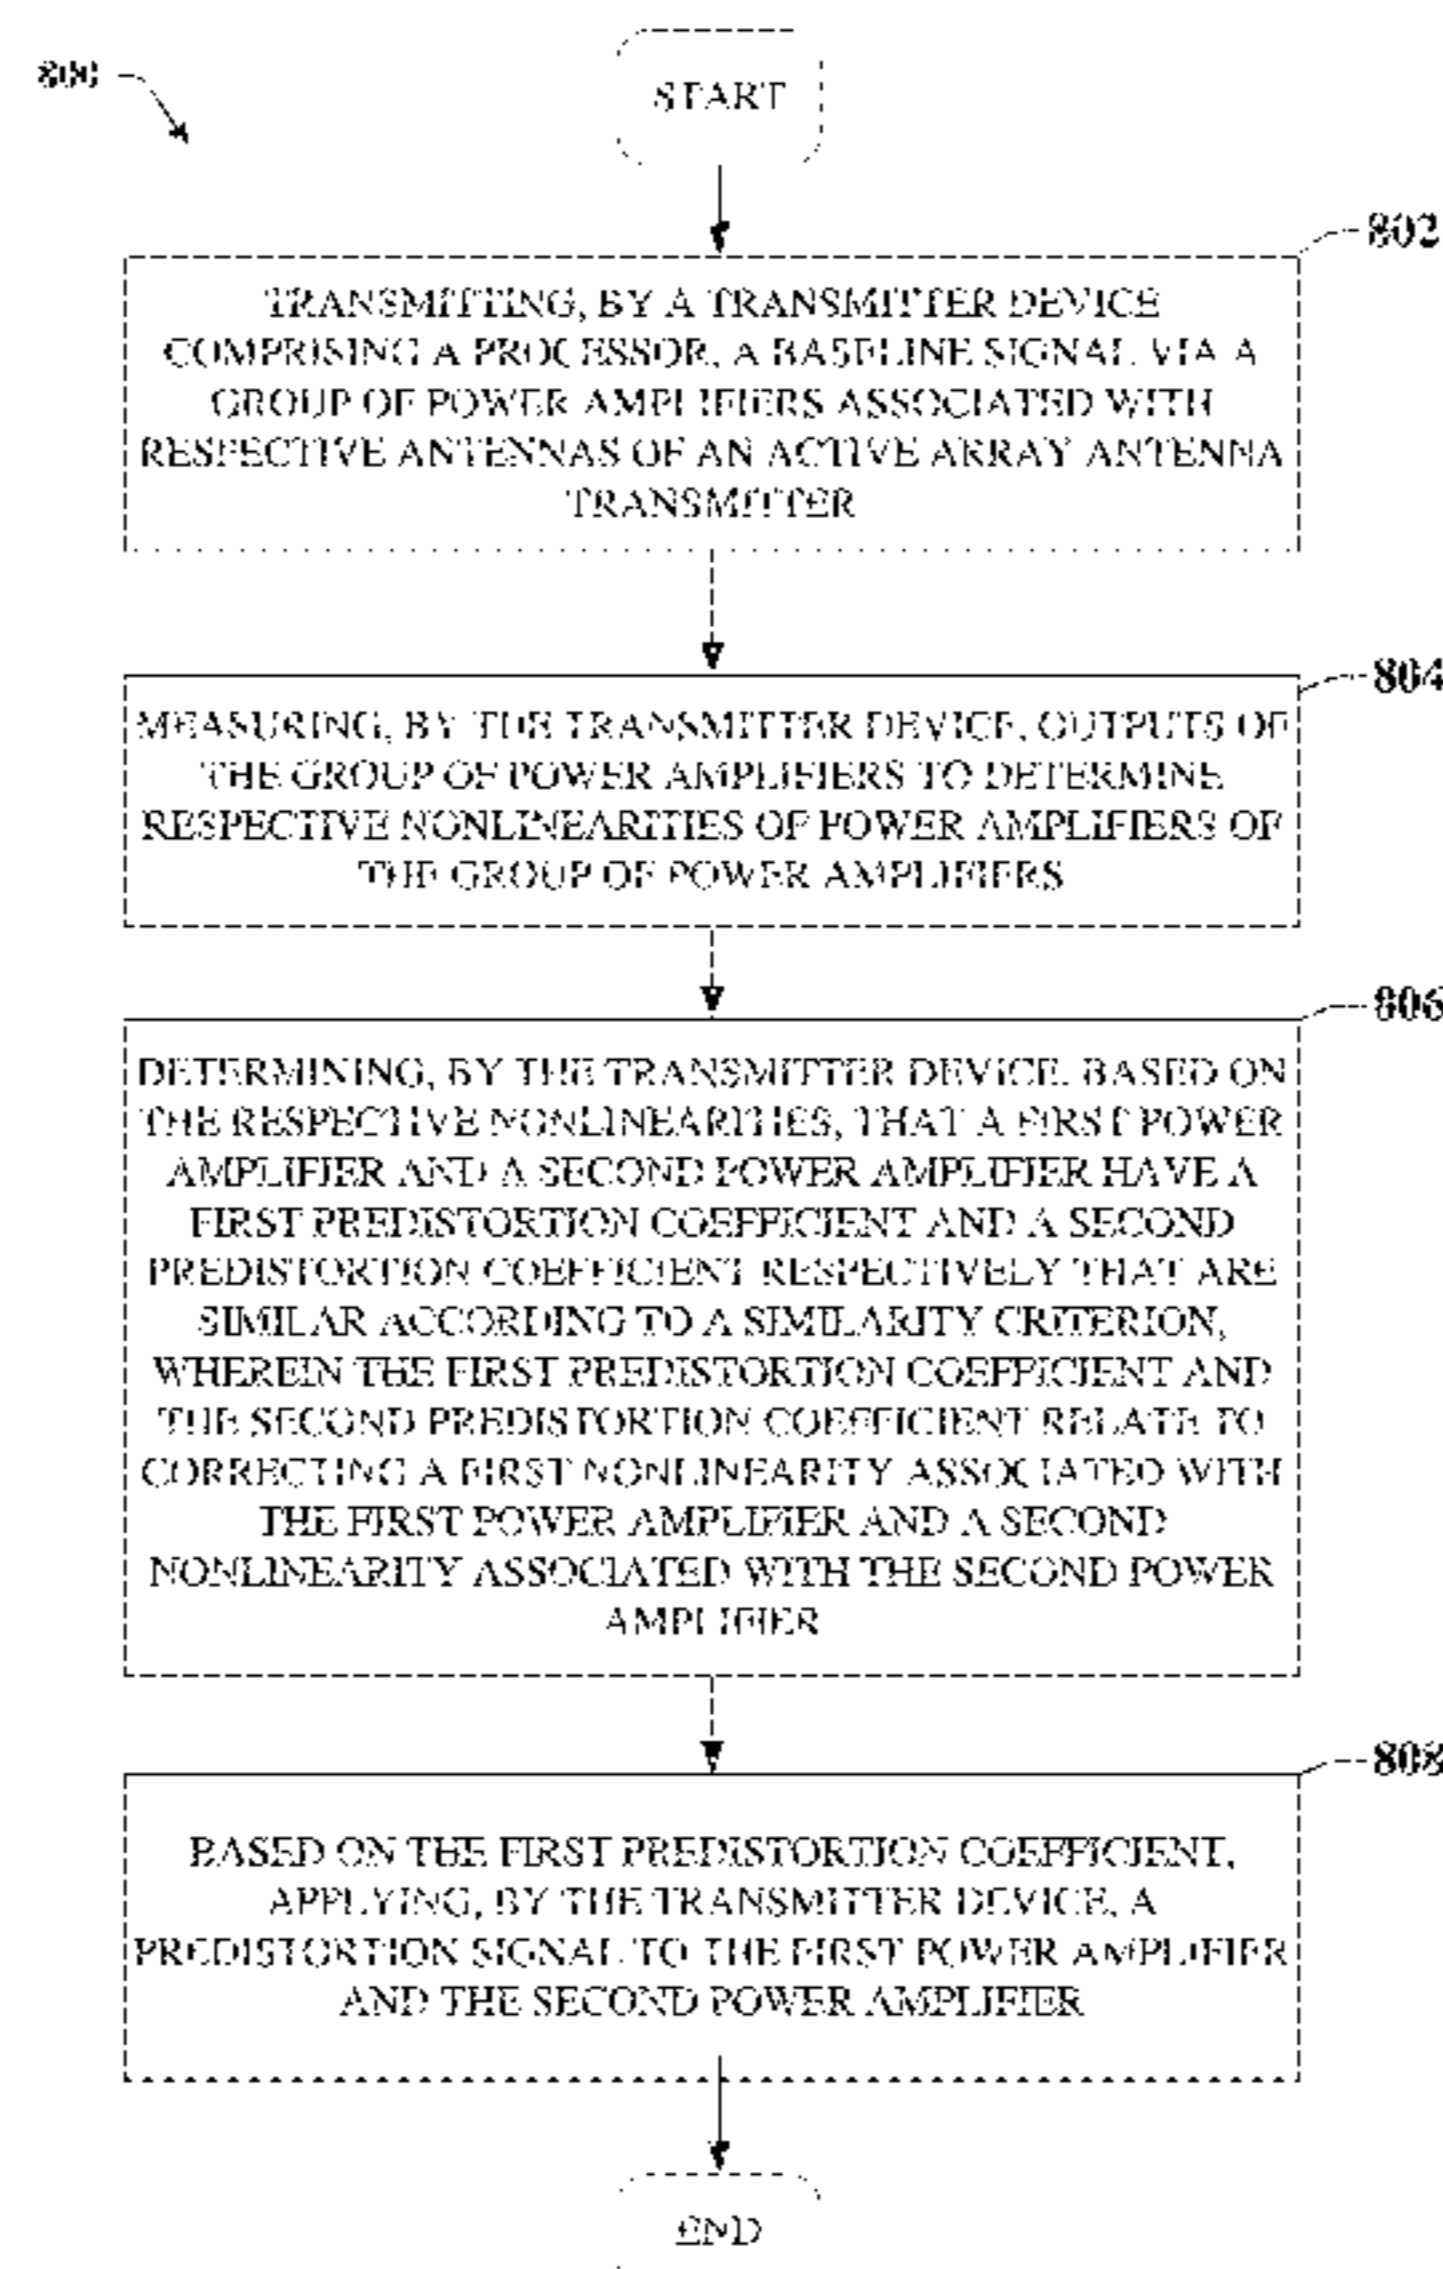 800
START
802
TRANSMITTING, BY A TRANSMITTER DEVICE
COMPRISING A PROCESSOR, A BASELINE SIGNAL VIA A
GROUP OF POWER AMPLIFIERS ASSOCIATED WITH
RESPECTIVE ANTENNAS OF AN ACTIVE ARRAY ANTENNA
TRANSMITTER
804
MEASURING, BY THE TRANSMITTER DEVICE, OUTPUTS OF
THE GROUP OF POWER AMPLIFIERS TO DETERMINE
RESPECTIVE NONLINEARITIES OF POWER AMPLIFIERS OF
THE GROUP OF POWER AMPLIFIERS
806
DETERMINING, BY THE TRANSMITTER DEVICE, BASED ON
THE RESPECTIVE NONLINEARITIES, THAT A FIRST POWER
AMPLIFIER AND A SECOND POWER AMPLIFIER HAVE A
FIRST PREDISTORTION COEFFICIENT AND A SECOND
PREDISTORTION COEFFICIENT RESPECTIVELY THAT ARE
SIMILAR ACCORDING TO A SIMILARITY CRITERION,
WHEREIN THE FIRST PREDISTORTION COEFFICIENT AND
THE SECOND PREDISTORTION COEFFICIENT RELATE TO
CORRECTING A FIRST NONLINEARITY ASSOCIATED WITH
THE FIRST POWER AMPLIFIER AND A SECOND
NONLINEARITY ASSOCIATED WITH THE SECOND POWER
AMPLIFIER
808
BASED ON THE FIRST PREDISTORTION COEFFICIENT,
APPLYING, BY THE TRANSMITTER DEVICE, A
PREDISTORTION SIGNAL TO THE FIRST POWER AMPLIFIER
AND THE SECOND POWER AMPLIFIER
END